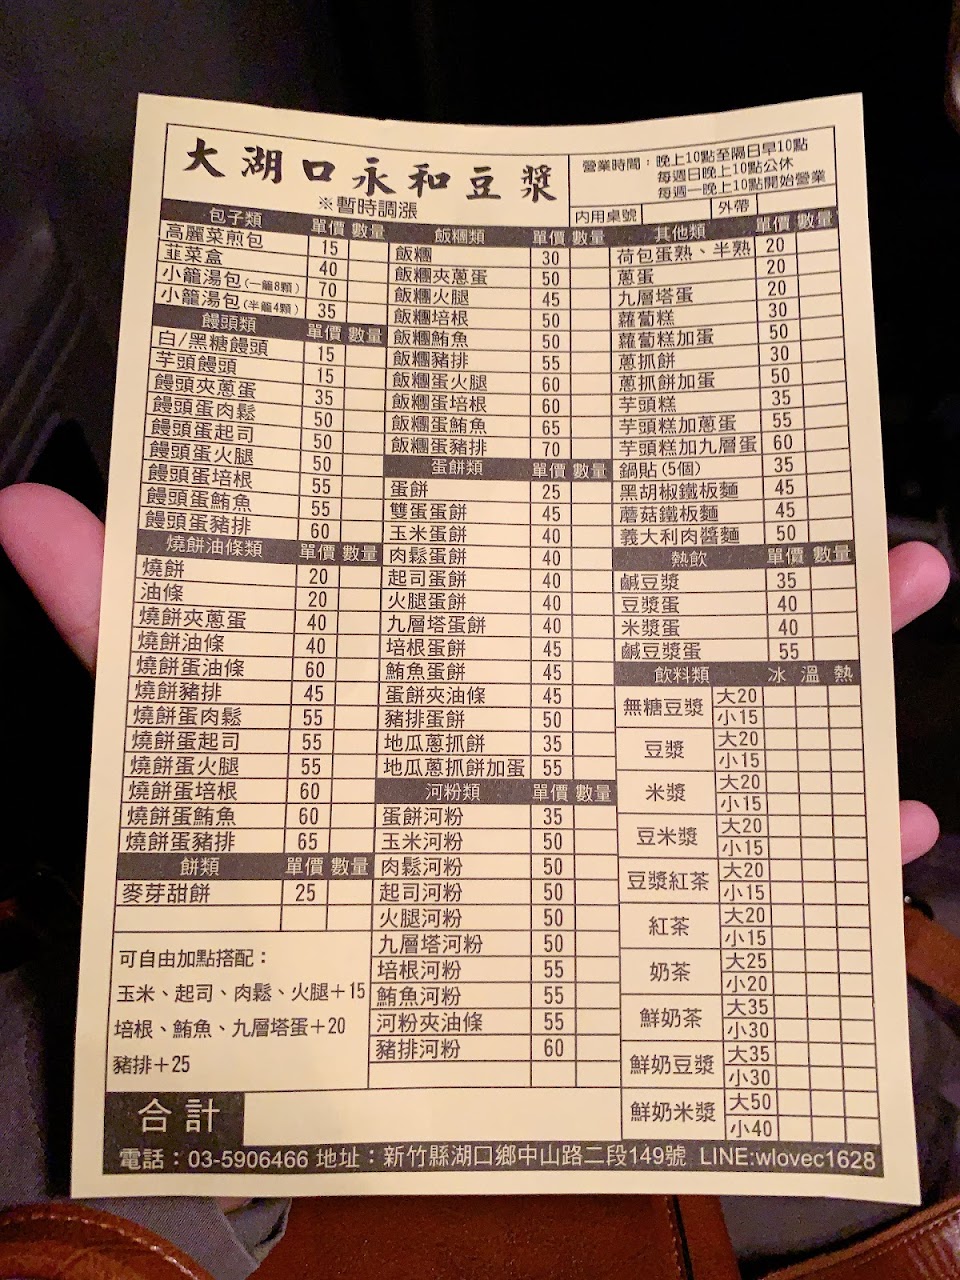 大湖口永和豆漿
※暫時調漲
營業時間：晚上10點至隔日早10點
每週日晚上10點公休
每週一晚上10點開始營業
內用桌號 外帶
包子類 單價 數量
高麗菜煎包 15
韮菜盒 40
小籠湯包(一籠8顆) 70
小籠湯包(半籠4顆) 35
饅頭類 單價 數量
白/黑糖饅頭 15
芋頭饅頭 15
饅頭夾蔥蛋 35
饅頭蛋肉鬆 50
饅頭蛋起司 50
饅頭蛋火腿 50
饅頭蛋培根 55
饅頭蛋鮪魚 55
饅頭蛋豬排 60
燒餅油條類 單價 數量
燒餅 20
油條 20
燒餅夾蔥蛋 40
燒餅油條 40
燒餅蛋油條 60
燒餅豬排 45
燒餅蛋肉鬆 55
燒餅蛋起司 55
燒餅蛋火腿 55
燒餅蛋培根 60
燒餅蛋鮪魚 60
燒餅蛋豬排 65
餅類 單價 數量
麥芽甜餅 25
可自由加點搭配：
玉米、起司、肉鬆、火腿+15
培根、鮪魚、九層塔蛋+20
豬排+25
飯糰類 單價 數量
飯糰 30
飯糰夾蔥蛋 50
飯糰火腿 45
飯糰培根 50
飯糰鮪魚 50
飯糰豬排 55
飯糰蛋火腿 60
飯糰蛋培根 60
飯糰蛋鮪魚 65
飯糰蛋豬排 70
蛋餅類 單價 數量
蛋餅 25
雙蛋蛋餅 45
玉米蛋餅 40
肉鬆蛋餅 40
起司蛋餅 40
火腿蛋餅 40
九層塔蛋餅 40
培根蛋餅 45
鮪魚蛋餅 45
蛋餅夾油條 45
豬排蛋餅 50
地瓜蔥抓餅 35
地瓜蔥抓餅加蛋 55
河粉類 單價 數量
蛋餅河粉 35
玉米河粉 50
肉鬆河粉 50
起司河粉 50
火腿河粉 50
九層塔河粉 50
培根河粉 55
鮪魚河粉 55
河粉夾油條 55
豬排河粉 60
其他類 單價 數量
荷包蛋熟、半熟 20
蔥蛋 20
九層塔蛋 20
蘿蔔糕 30
蘿蔔糕加蛋 50
蔥抓餅 30
蔥抓餅加蛋 50
芋頭糕 35
芋頭糕加蔥蛋 55
芋頭糕加九層蛋 60
鍋貼(5個) 35
黑胡椒鐵板麵 45
蘑菇鐵板麵 45
義大利肉醬麵 50
熱飲 單價 數量
鹹豆漿 35
豆漿蛋 40
米漿蛋 40
鹹豆漿蛋 55
飲料類 冰 溫 熱
無糖豆漿 大20
小15
豆漿 大20
小15
米漿 大20
小15
豆米漿 大20
小15
豆漿紅茶 大20
小15
紅茶 大20
小15
奶茶 大25
小20
鮮奶茶 大35
小30
鮮奶豆漿 大35
小30
鮮奶米漿 大50
小40
合計
電話：03-5906466 地址：新竹縣湖口鄉中山路二段149號 LINE:wlovec1628